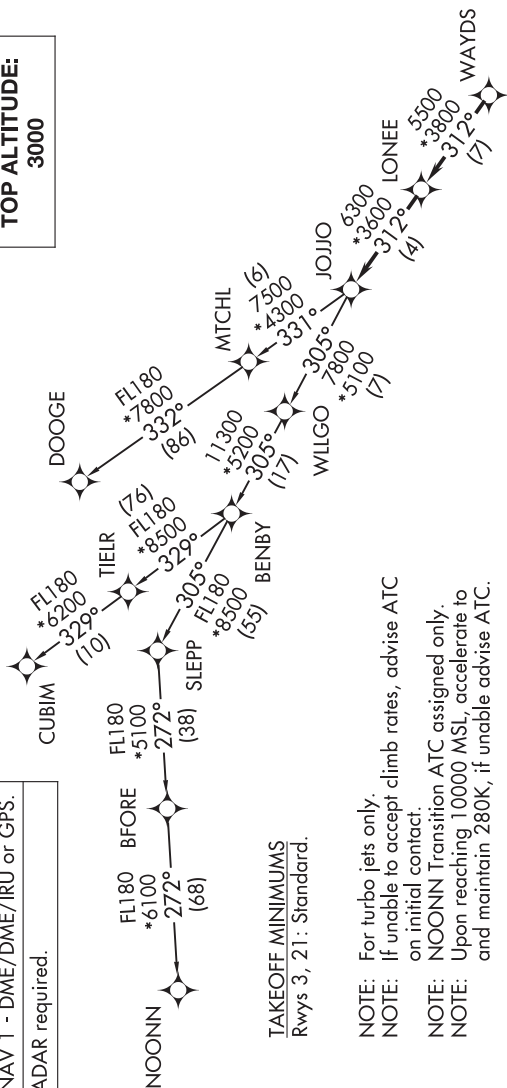 TOP ALTITUDE:
3000
NAV 1 - DME/DME/IRU or GPS.
RADAR required.
WAYDS
5500
*3800
312°
(7)
LONEE
6300
*3600
312°
(4)
JOJJO
(6)
7500
*4300
331°
MTCHL
FL180
*7800
332°
(86)
DOOGE
305°
7800
*5100
(7)
WLLGO
11300
*5200
305°
(17)
BENBY
(76)
FL180
*8500
329°
TIELR
FL180
*6200
329°
(10)
CUBIM
305°
FL180
*8500
(55)
SLEPP
FL180
*5100
272°
(38)
BFORE
FL180
*6100
272°
(68)
NOONN
TAKEOFF MINIMUMS
Rwys 3, 21: Standard.
NOTE: For turbo jets only.
NOTE: If unable to accept climb rates, advise ATC
on initial contact.
NOTE: NOONN Transition ATC assigned only.
NOTE: Upon reaching 10000 MSL, accelerate to
and maintain 280K, if unable advise ATC.